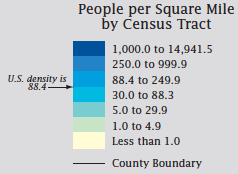 People per Square Mile
by Census Tract
1,000.0 to 14,941.5
250.0 to 999.9
U.S. density is
88.4
88.4 to 249.9
30.0 to 88.3
5.0 to 29.9
1.0 to 4.9
Less than 1.0
County Boundary